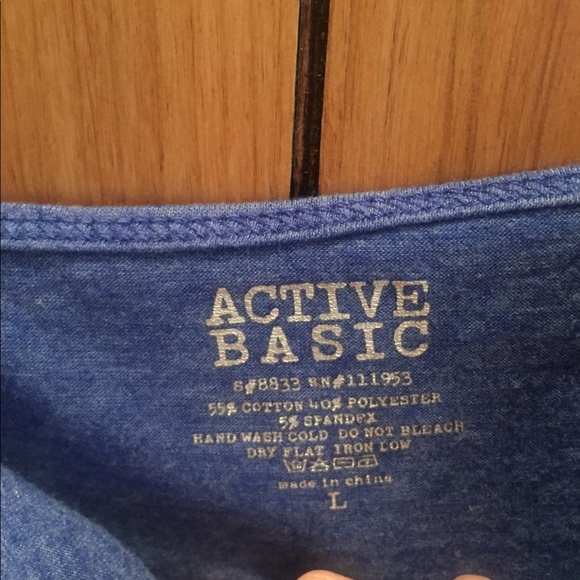 ACTIVE
BASIC
S#8833 RN#111953
55% COTTON 40% POLYESTER
5% SPANDEX
HAND WASH COLD DO NOT BLEACH
DRY FLAT IRON LOW
made in china
L